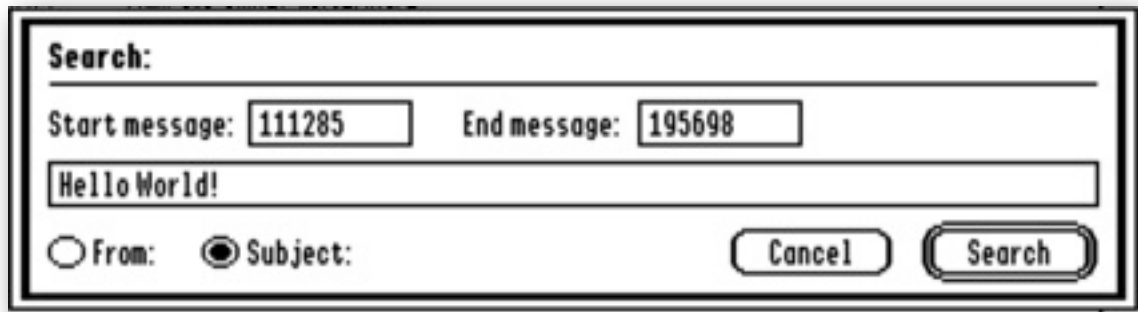 Search:
Start message: 111285 End message: 195698
Hello World!
From: Subject: Cancel Search